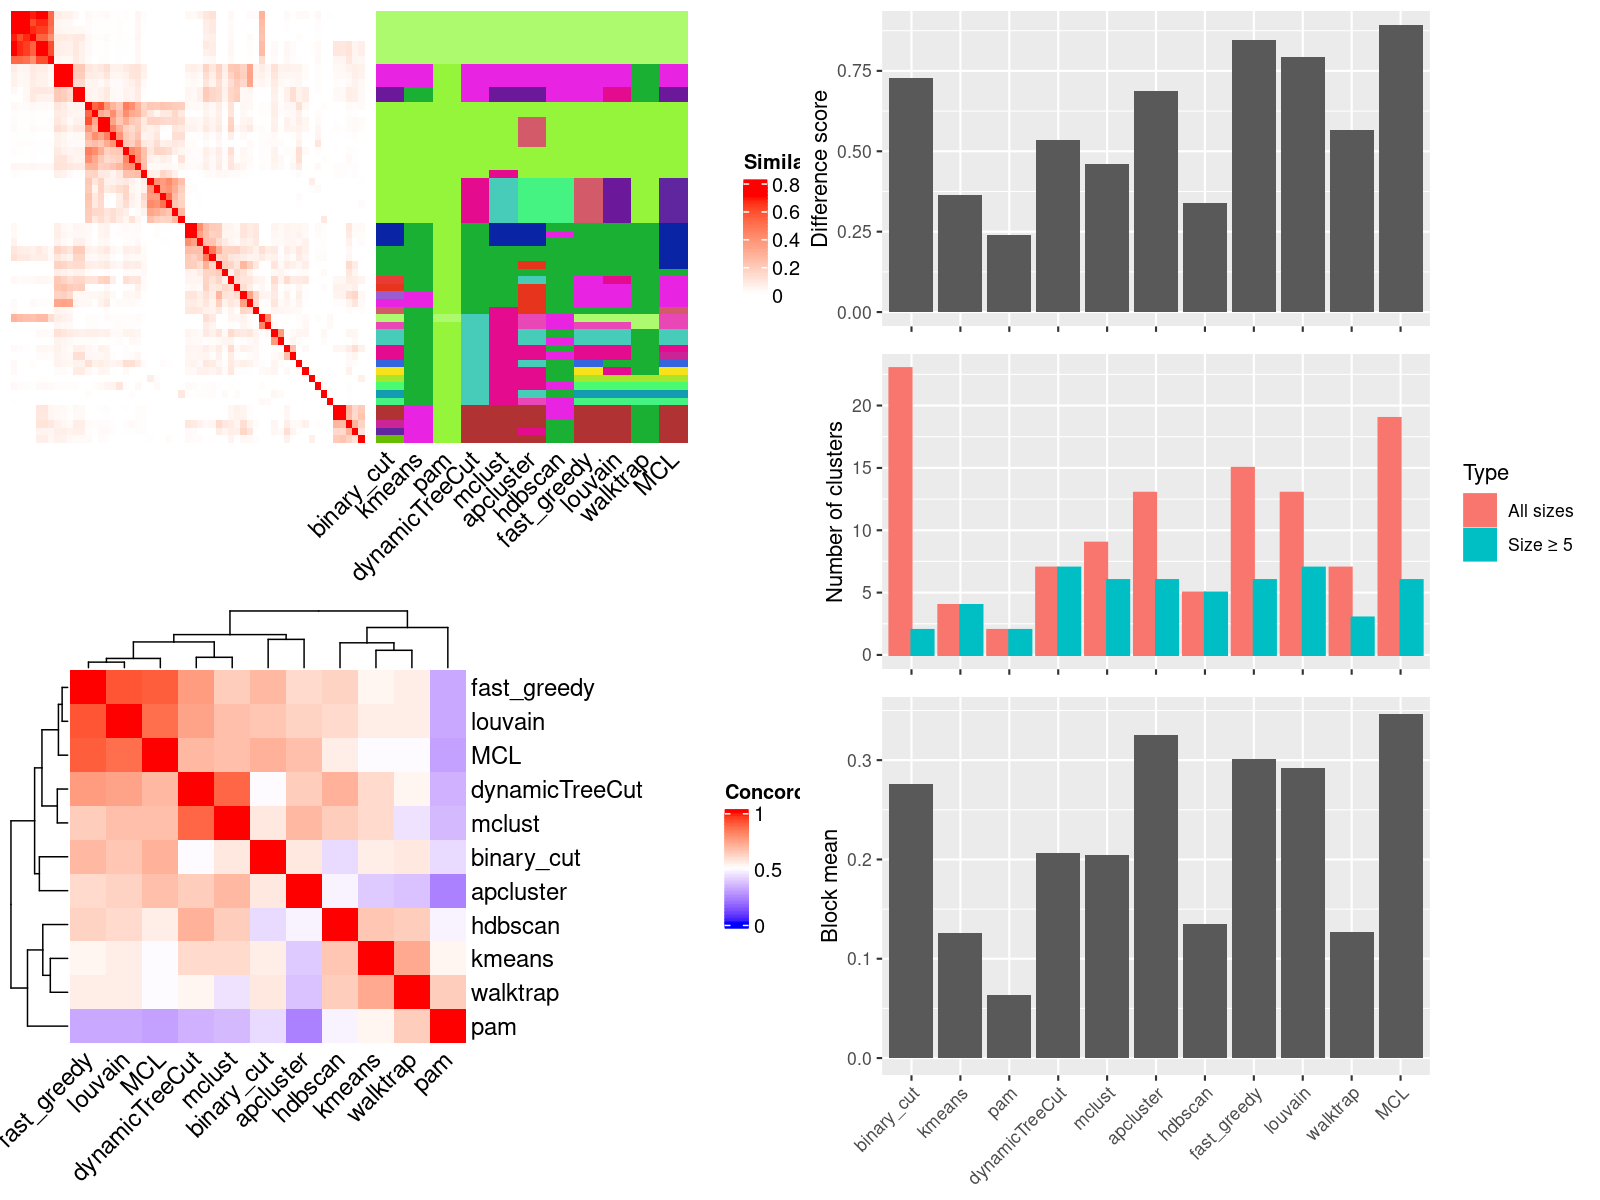 Simila
0.8
0.6
0.4
0.2
0
binary_cut
kmeans
pam
dynamicTreeCut
mclust
apcluster
hdbscan
fast_greedy
louvain
walktrap
MCL
fast_greedy
louvain
MCL
dynamicTreeCut
mclust
binary_cut
apcluster
hdbscan
kmeans
walktrap
pam
Concord
1
0.5
0
fast_greedy
louvain
MCL
dynamicTreeCut
mclust
binary_cut
apcluster
hdbscan
kmeans
walktrap
pam
Difference score
0.75
0.50
0.25
0.00
Number of clusters
20
15
10
5
0
Type
All sizes
Size ≥ 5
Block mean
0.3
0.2
0.1
0.0
binary_cut
kmeans
pam
dynamicTreeCut
mclust
apcluster
hdbscan
fast_greedy
louvain
walktrap
MCL